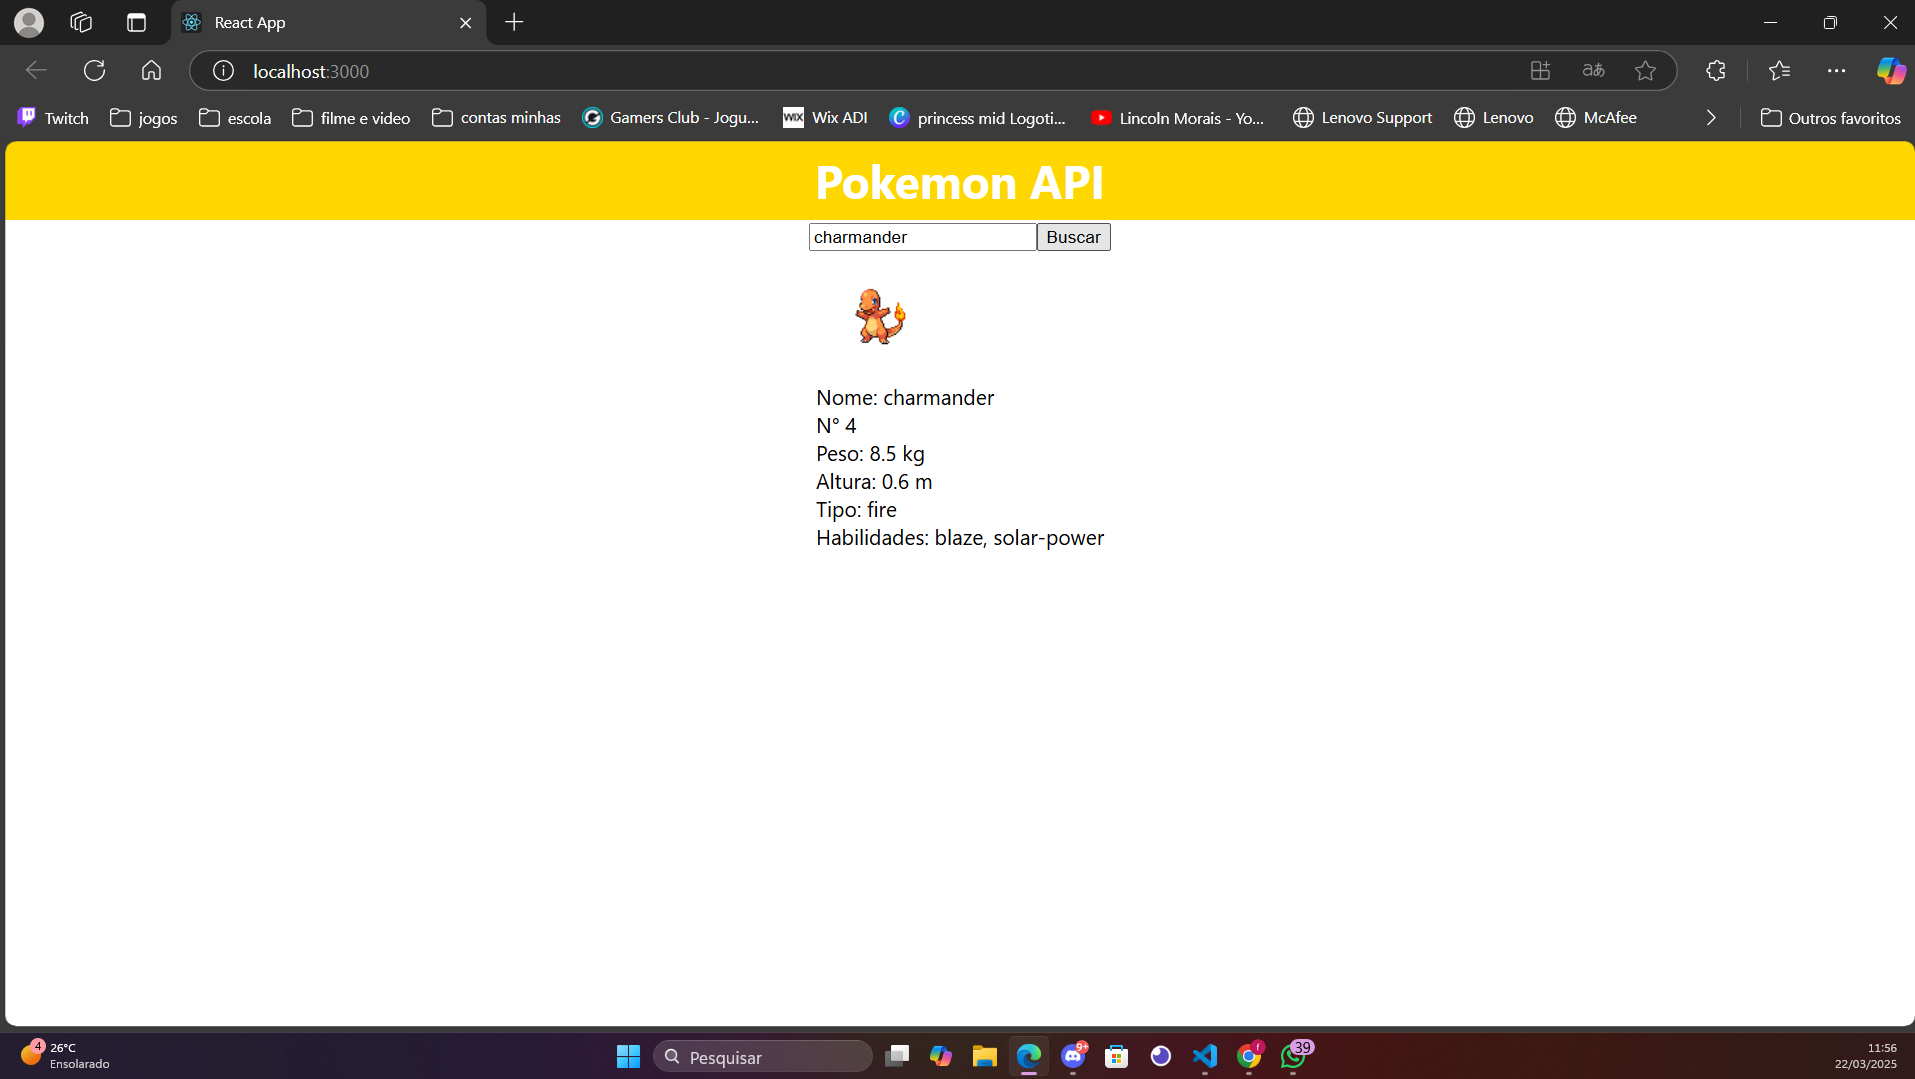 React App
localhost:3000
aあ
Twitch
jogos
escola
filme e video
contas minhas
Gamers Club - Jogu...
WIX Wix ADI
princess mid Logoti...
Lincoln Morais - Yo...
Lenovo Support
Lenovo
McAfee
Outros favoritos
Pokemon API
charmander Buscar
Nome: charmander
N° 4
Peso: 8.5 kg
Altura: 0.6 m
Tipo: fire
Habilidades: blaze, solar-power
4
26°C
Ensolarado
Pesquisar
9+
f
39
11:56
22/03/2025